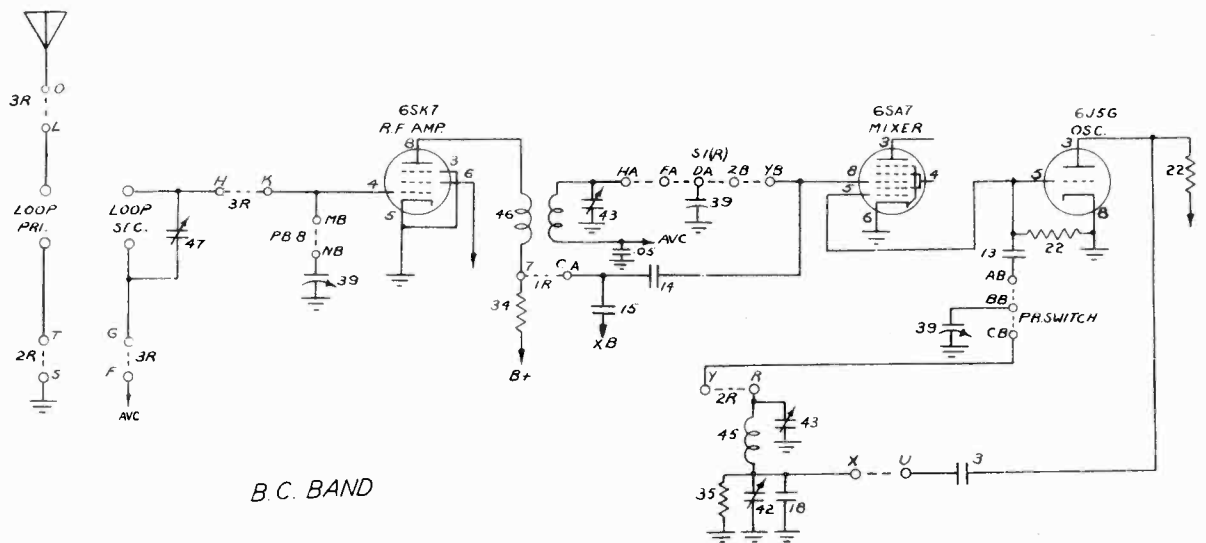 6SK7
R.F AMP.
6SA7
MIXER
6J5G
OSC.
O
3R
L
LOOP
PRI.
T
2R
S
LOOP
SEC.
47
G
3R
F
AVC
H
K
3R
MB
PB 8
NB
39
8
3
6
4
5
46
7
CA
1R
34
B+
15
XB
14
43
AVC
.05
S1(R)
HA
FA
DA
2B
YB
39
3
8
5
4
6
3
5
8
22
22
13
AB
BB
CB
P.B.SWITCH
39
Y
R
2R
43
45
X
U
3
35
42
18
B.C. BAND